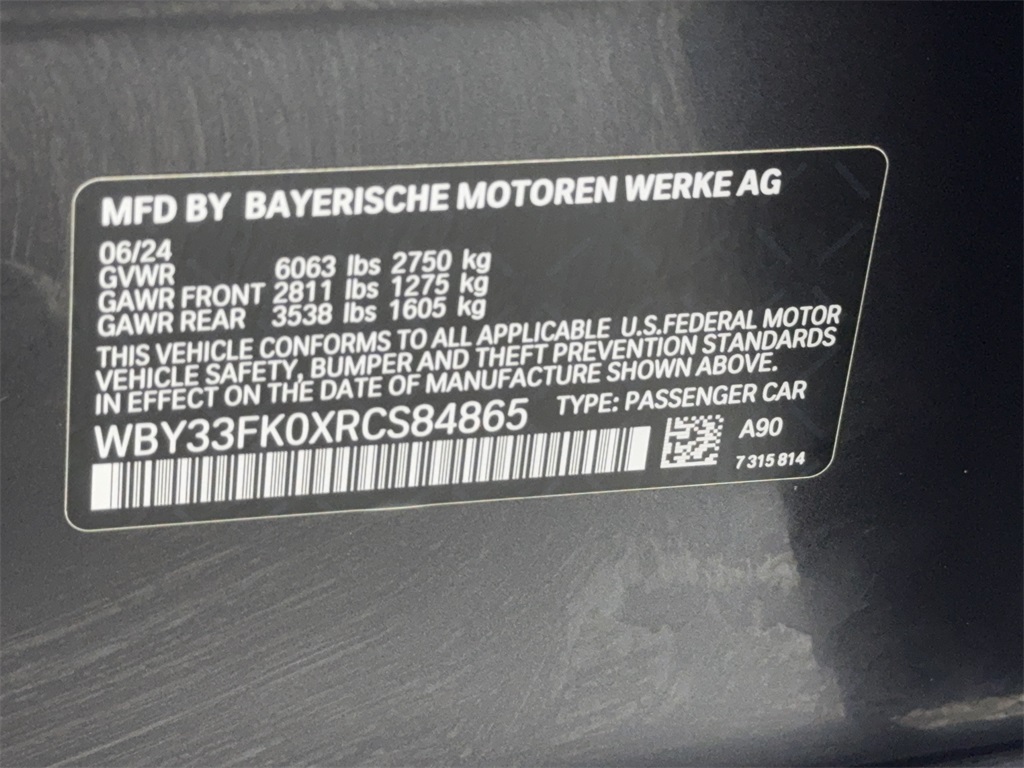 MFD BY BAYERISCHE MOTOREN WERKE AG
06/24
GVWR 6063 lbs 2750 kg
GAWR FRONT 2811 lbs 1275 kg
GAWR REAR 3538 lbs 1605 kg
THIS VEHICLE CONFORMS TO ALL APPLICABLE U.S.FEDERAL MOTOR
VEHICLE SAFETY, BUMPER AND THEFT PREVENTION STANDARDS
IN EFFECT ON THE DATE OF MANUFACTURE SHOWN ABOVE.
WBY33FK0XRCS84865 TYPE: PASSENGER CAR
A90
7 315 814